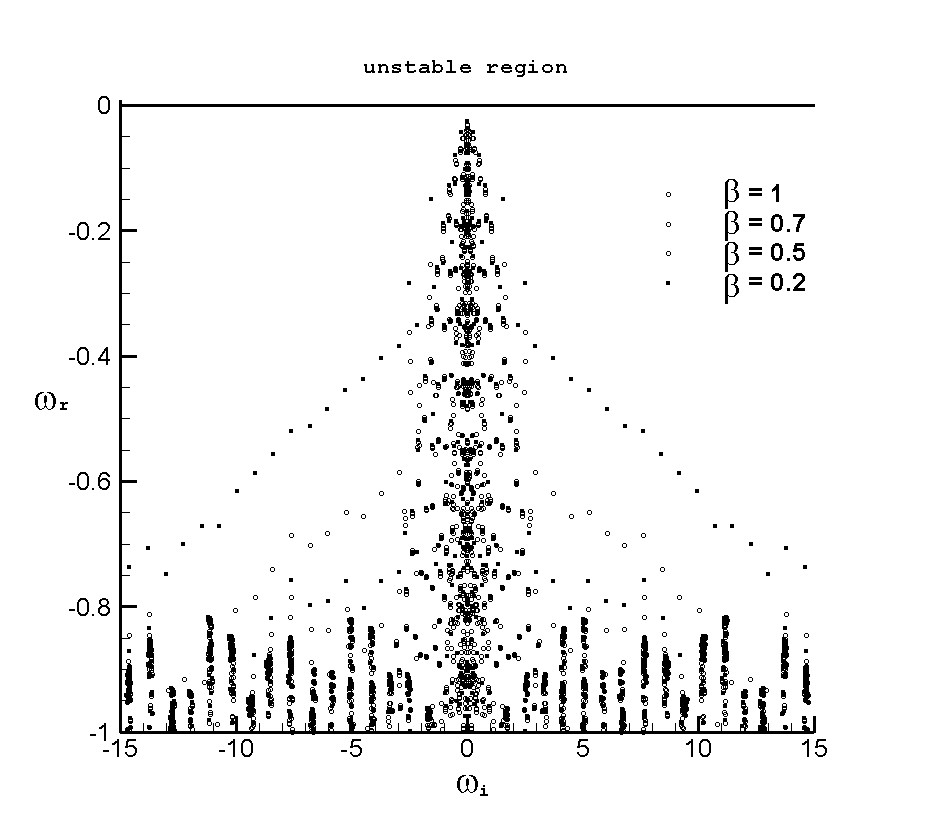 unstable region
0
-0.2
-0.4
-0.6
-0.8
-1
ωr
β = 1
β = 0.7
β = 0.5
β = 0.2
-15 -10 -5 0 5 10 15
ωi